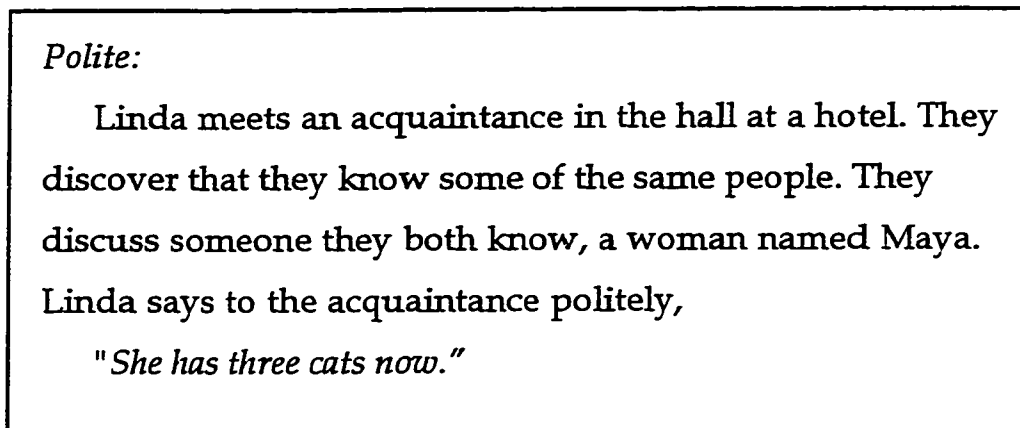 Polite:
Linda meets an acquaintance in the hall at a hotel. They
discover that they know some of the same people. They
discuss someone they both know, a woman named Maya.
Linda says to the acquaintance politely,
"She has three cats now."